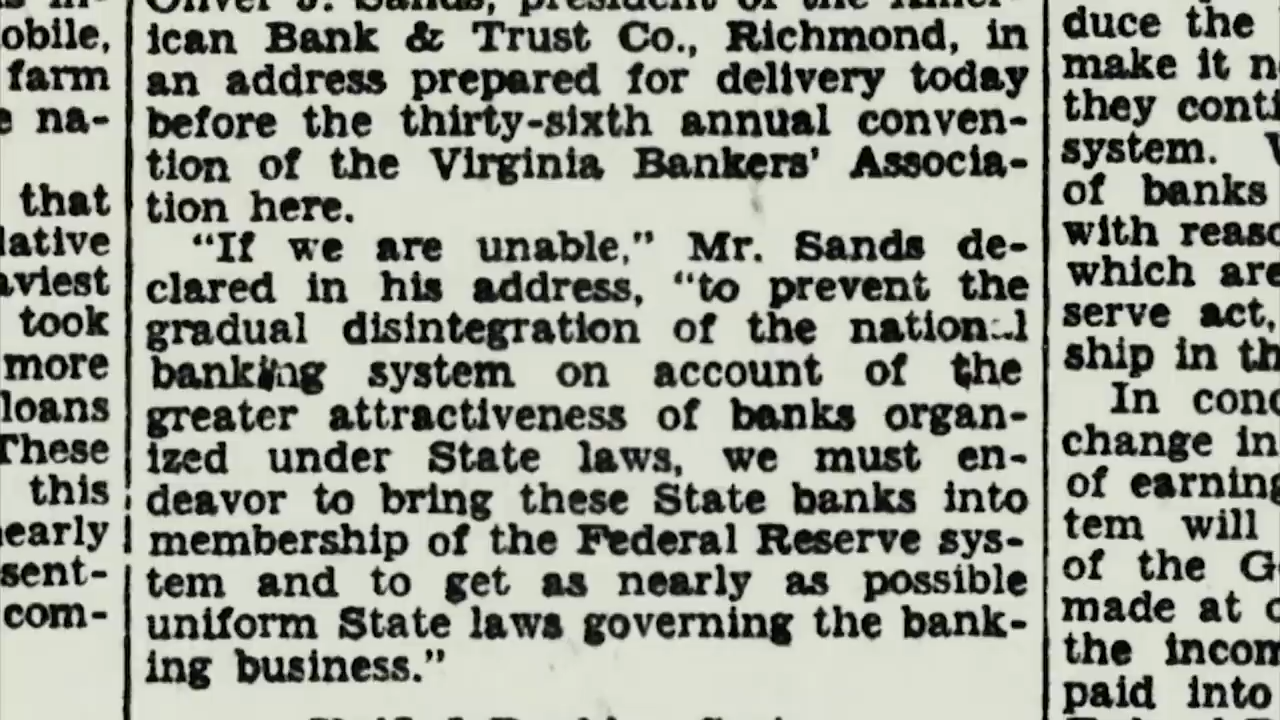 obile,
farm
na-
that
lative
aviest
took
more
loans
These
this
nearly
sent-
com-
Oliver J. Sands, president of the Amer-
ican Bank & Trust Co., Richmond, in
an address prepared for delivery today
before the thirty-sixth annual conven-
tion of the Virginia Bankers' Associa-
tion here.
"If we are unable," Mr. Sands de-
clared in his address, "to prevent the
gradual disintegration of the national
banking system on account of the
greater attractiveness of banks organ-
ized under State laws, we must en-
deavor to bring these State banks into
membership of the Federal Reserve sys-
tem and to get as nearly as possible
uniform State laws governing the bank-
ing business."
duce the
make it n
they conti
system.
of banks
with reaso
which are
serve act,
ship in th
In conc
change in
of earning
tem will
of the G
made at
the incom
paid into